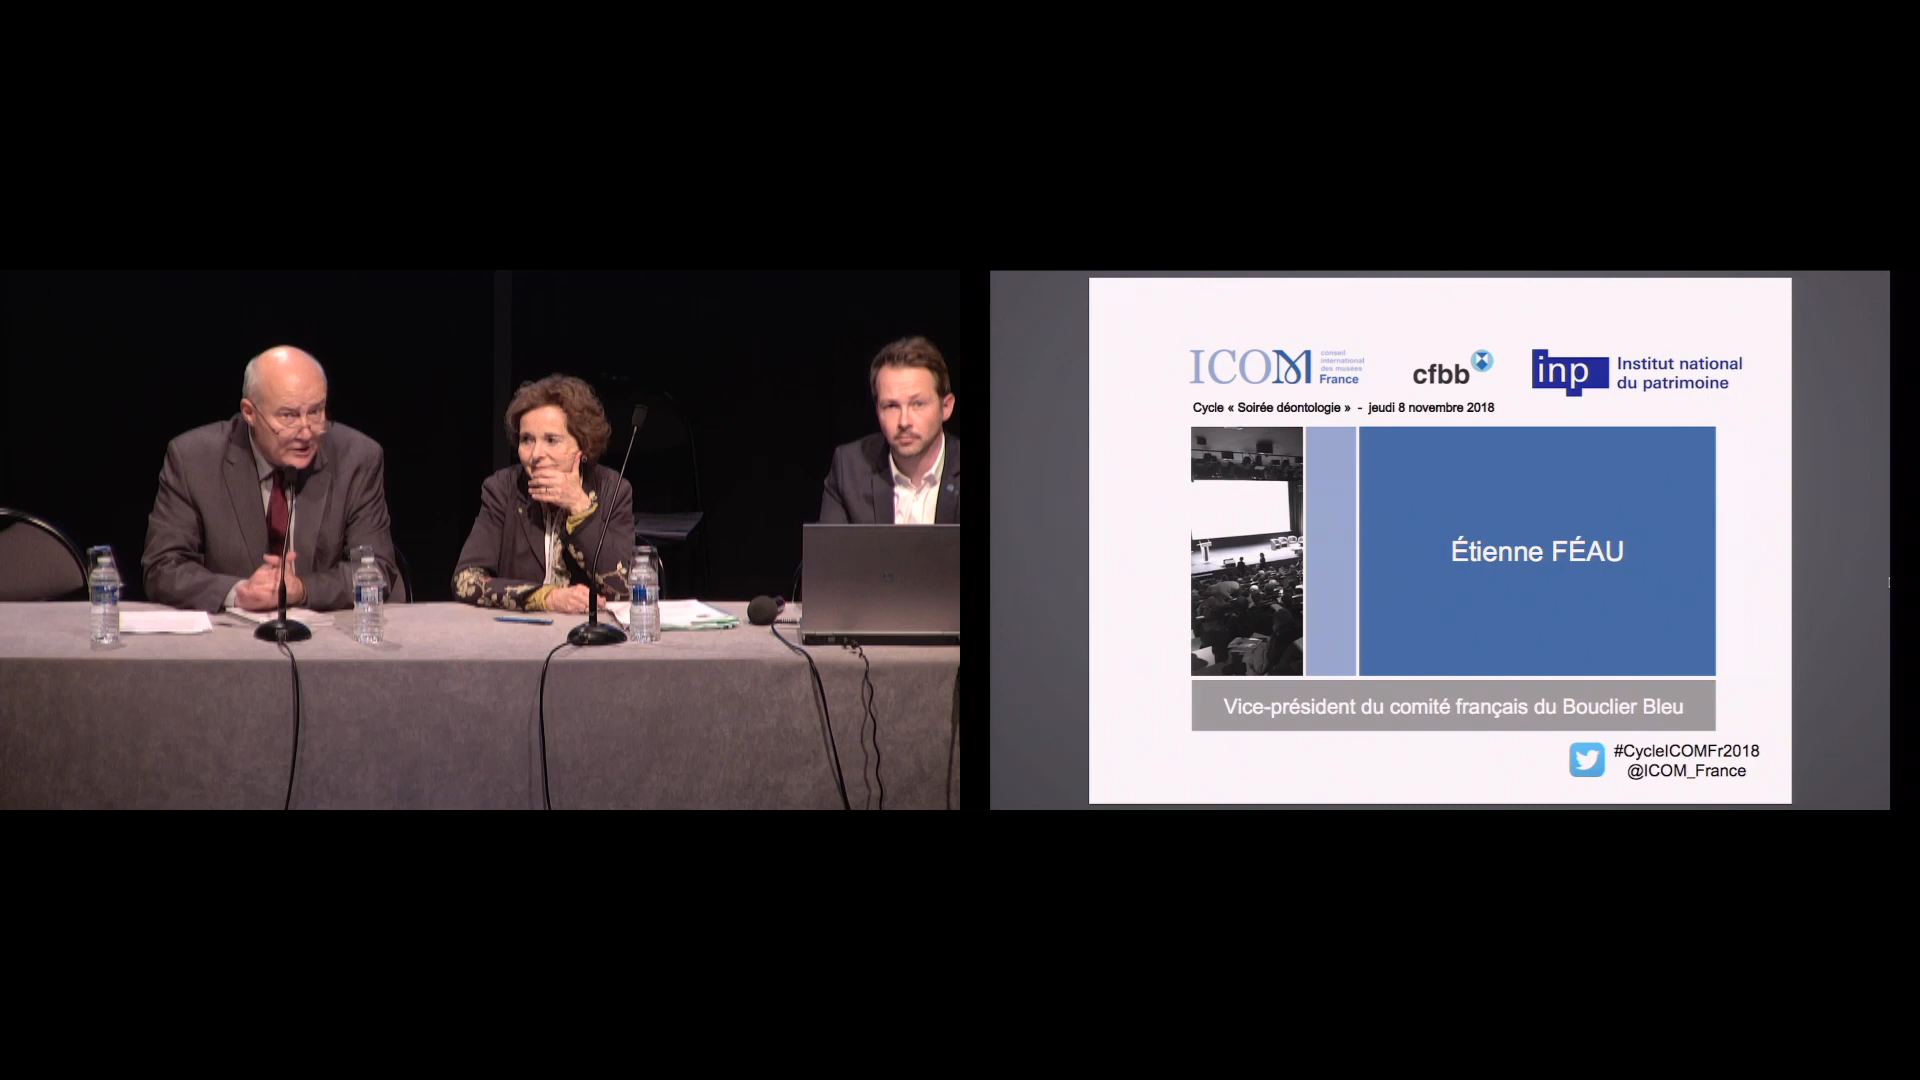 ICOM
conseil
international
des musées
France
cfbb
inp
Institut national
du patrimoine
Cycle « Soirée déontologie » - jeudi 8 novembre 2018
Étienne FÉAU
Vice-président du comité français du Bouclier Bleu
#CycleICOMFr2018
@ICOM_France